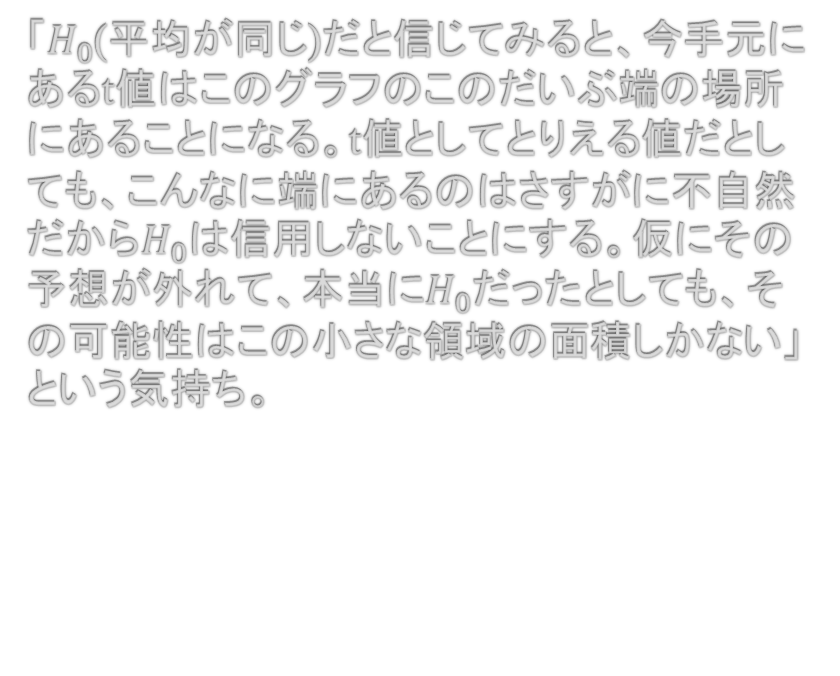 「H₀(平均が同じ)だと信じてみると、今手元に
あるt値はこのグラフのこのだいぶ端の場所
にあることになる。t値としてとりえる値だとし
ても、こんなに端にあるのはさすがに不自然
だからH₀は信用しないことにする。仮にその
予想が外れて、本当にH₀だったとしても、そ
の可能性はこの小さな領域の面積しかない」
という気持ち。